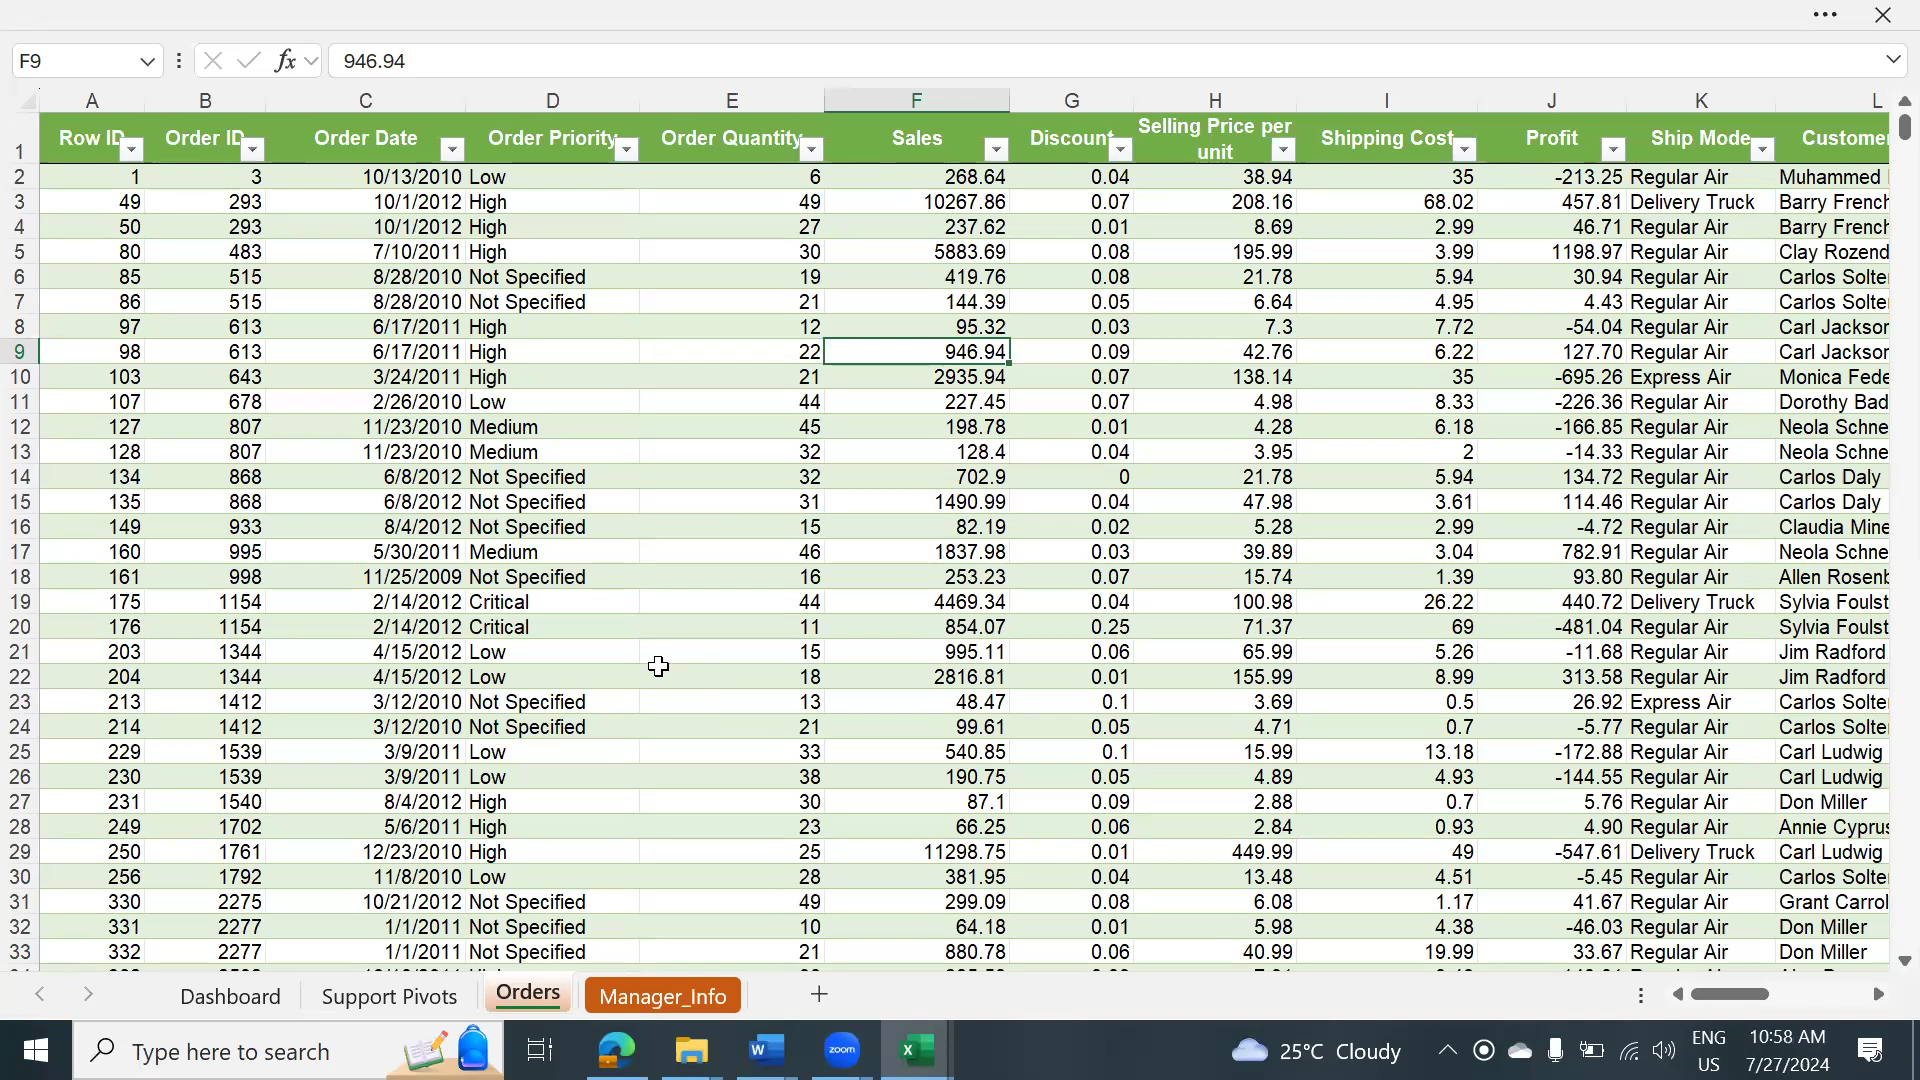 F9 fx 946.94
A B C D E F G H I J K L
1 Row ID Order ID Order Date Order Priority Order Quantity Sales Discount Selling Price per unit Shipping Cost Profit Ship Mode Customer
2 1 3 10/13/2010 Low 6 268.64 0.04 38.94 35 -213.25 Regular Air Muhammed
3 49 293 10/1/2012 High 49 10267.86 0.07 208.16 68.02 457.81 Delivery Truck Barry French
4 50 293 10/1/2012 High 27 237.62 0.01 8.69 2.99 46.71 Regular Air Barry French
5 80 483 7/10/2011 High 30 5883.69 0.08 195.99 3.99 1198.97 Regular Air Clay Rozend
6 85 515 8/28/2010 Not Specified 19 419.76 0.08 21.78 5.94 30.94 Regular Air Carlos Solte
7 86 515 8/28/2010 Not Specified 21 144.39 0.05 6.64 4.95 4.43 Regular Air Carlos Solte
8 97 613 6/17/2011 High 12 95.32 0.03 7.3 7.72 -54.04 Regular Air Carl Jackson
9 98 613 6/17/2011 High 22 946.94 0.09 42.76 6.22 127.70 Regular Air Carl Jackson
10 103 643 3/24/2011 High 21 2935.94 0.07 138.14 35 -695.26 Express Air Monica Fede
11 107 678 2/26/2010 Low 44 227.45 0.07 4.98 8.33 -226.36 Regular Air Dorothy Bad
12 127 807 11/23/2010 Medium 45 198.78 0.01 4.28 6.18 -166.85 Regular Air Neola Schne
13 128 807 11/23/2010 Medium 32 128.4 0.04 3.95 2 -14.33 Regular Air Neola Schne
14 134 868 6/8/2012 Not Specified 32 702.9 0 21.78 5.94 134.72 Regular Air Carlos Daly
15 135 868 6/8/2012 Not Specified 31 1490.99 0.04 47.98 3.61 114.46 Regular Air Carlos Daly
16 149 933 8/4/2012 Not Specified 15 82.19 0.02 5.28 2.99 -4.72 Regular Air Claudia Mine
17 160 995 5/30/2011 Medium 46 1837.98 0.03 39.89 3.04 782.91 Regular Air Neola Schne
18 161 998 11/25/2009 Not Specified 16 253.23 0.07 15.74 1.39 93.80 Regular Air Allen Rosenb
19 175 1154 2/14/2012 Critical 44 4469.34 0.04 100.98 26.22 440.72 Delivery Truck Sylvia Foulst
20 176 1154 2/14/2012 Critical 11 854.07 0.25 71.37 69 -481.04 Regular Air Sylvia Foulst
21 203 1344 4/15/2012 Low 15 995.11 0.06 65.99 5.26 -11.68 Regular Air Jim Radford
22 204 1344 4/15/2012 Low 18 2816.81 0.01 155.99 8.99 313.58 Regular Air Jim Radford
23 213 1412 3/12/2010 Not Specified 13 48.47 0.1 3.69 0.5 26.92 Express Air Carlos Solte
24 214 1412 3/12/2010 Not Specified 21 99.61 0.05 4.71 0.7 -5.77 Regular Air Carlos Solte
25 229 1539 3/9/2011 Low 33 540.85 0.1 15.99 13.18 -172.88 Regular Air Carl Ludwig
26 230 1539 3/9/2011 Low 38 190.75 0.05 4.89 4.93 -144.55 Regular Air Carl Ludwig
27 231 1540 8/4/2012 High 30 87.1 0.09 2.88 0.7 5.76 Regular Air Don Miller
28 249 1702 5/6/2011 High 23 66.25 0.06 2.84 0.93 4.90 Regular Air Annie Cyprus
29 250 1761 12/23/2010 High 25 11298.75 0.01 449.99 49 -547.61 Delivery Truck Carl Ludwig
30 256 1792 11/8/2010 Low 28 381.95 0.04 13.48 4.51 -5.45 Regular Air Carlos Solte
31 330 2275 10/21/2012 Not Specified 49 299.09 0.08 6.08 1.17 41.67 Regular Air Grant Carrol
32 331 2277 1/1/2011 Not Specified 10 64.18 0.01 5.98 4.38 -46.03 Regular Air Don Miller
33 332 2277 1/1/2011 Not Specified 21 880.78 0.06 40.99 19.99 33.67 Regular Air Don Miller
Dashboard Support Pivots Orders Manager_Info
Type here to search W zoom X 25°C Cloudy ENG US 10:58 AM 7/27/2024